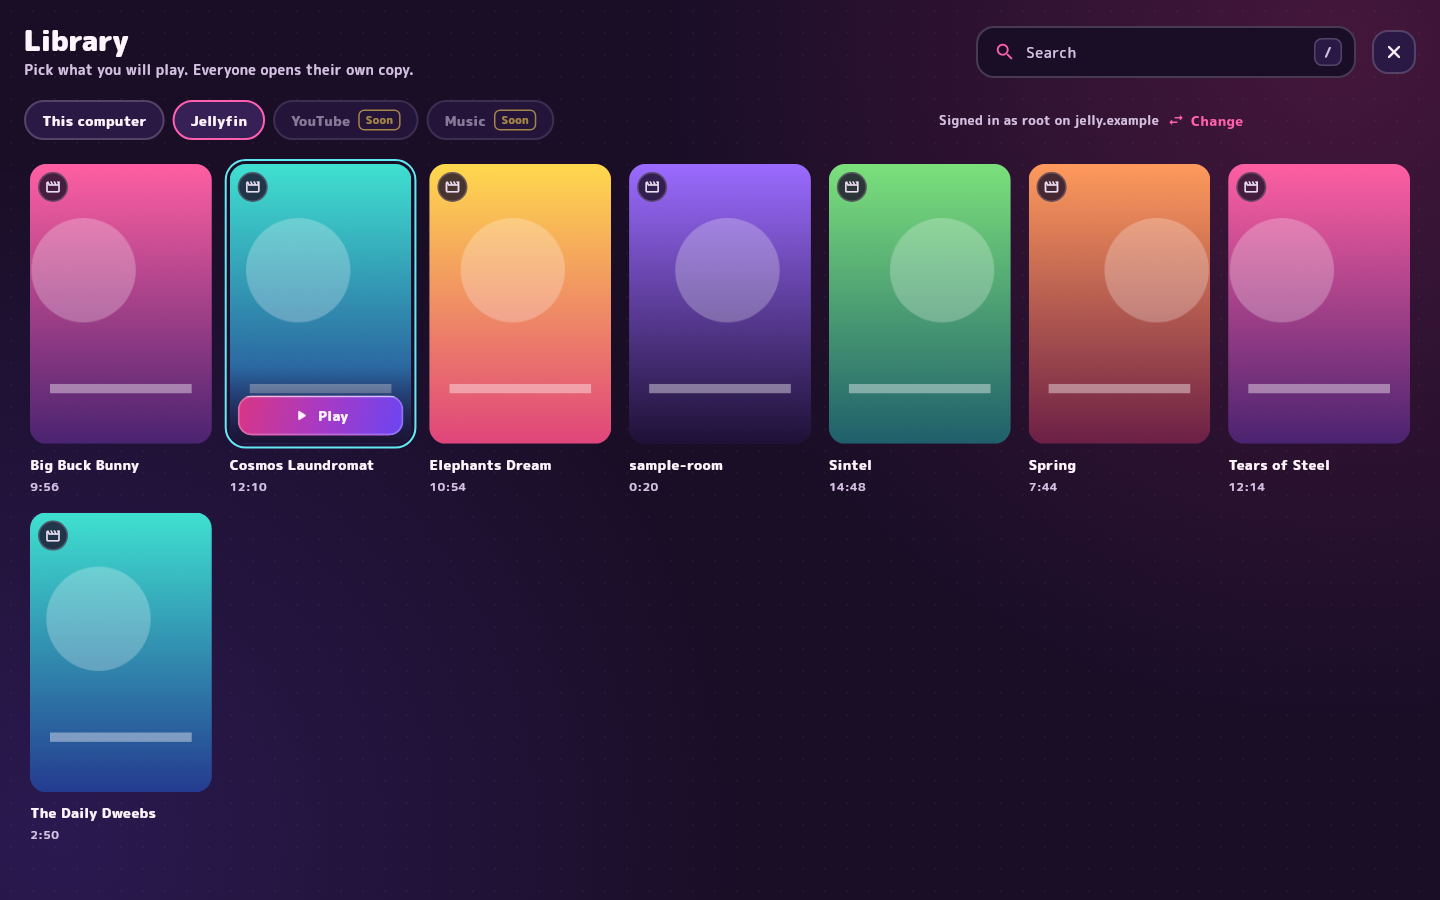 Library
Pick what you will play. Everyone opens their own copy.
Search /
This computer
Jellyfin
YouTube Soon
Music Soon
Signed in as root on jelly.example
Change
Play
Big Buck Bunny
9:56
Cosmos Laundromat
12:10
Elephants Dream
10:54
sample-room
0:20
Sintel
14:48
Spring
7:44
Tears of Steel
12:14
The Daily Dweebs
2:50